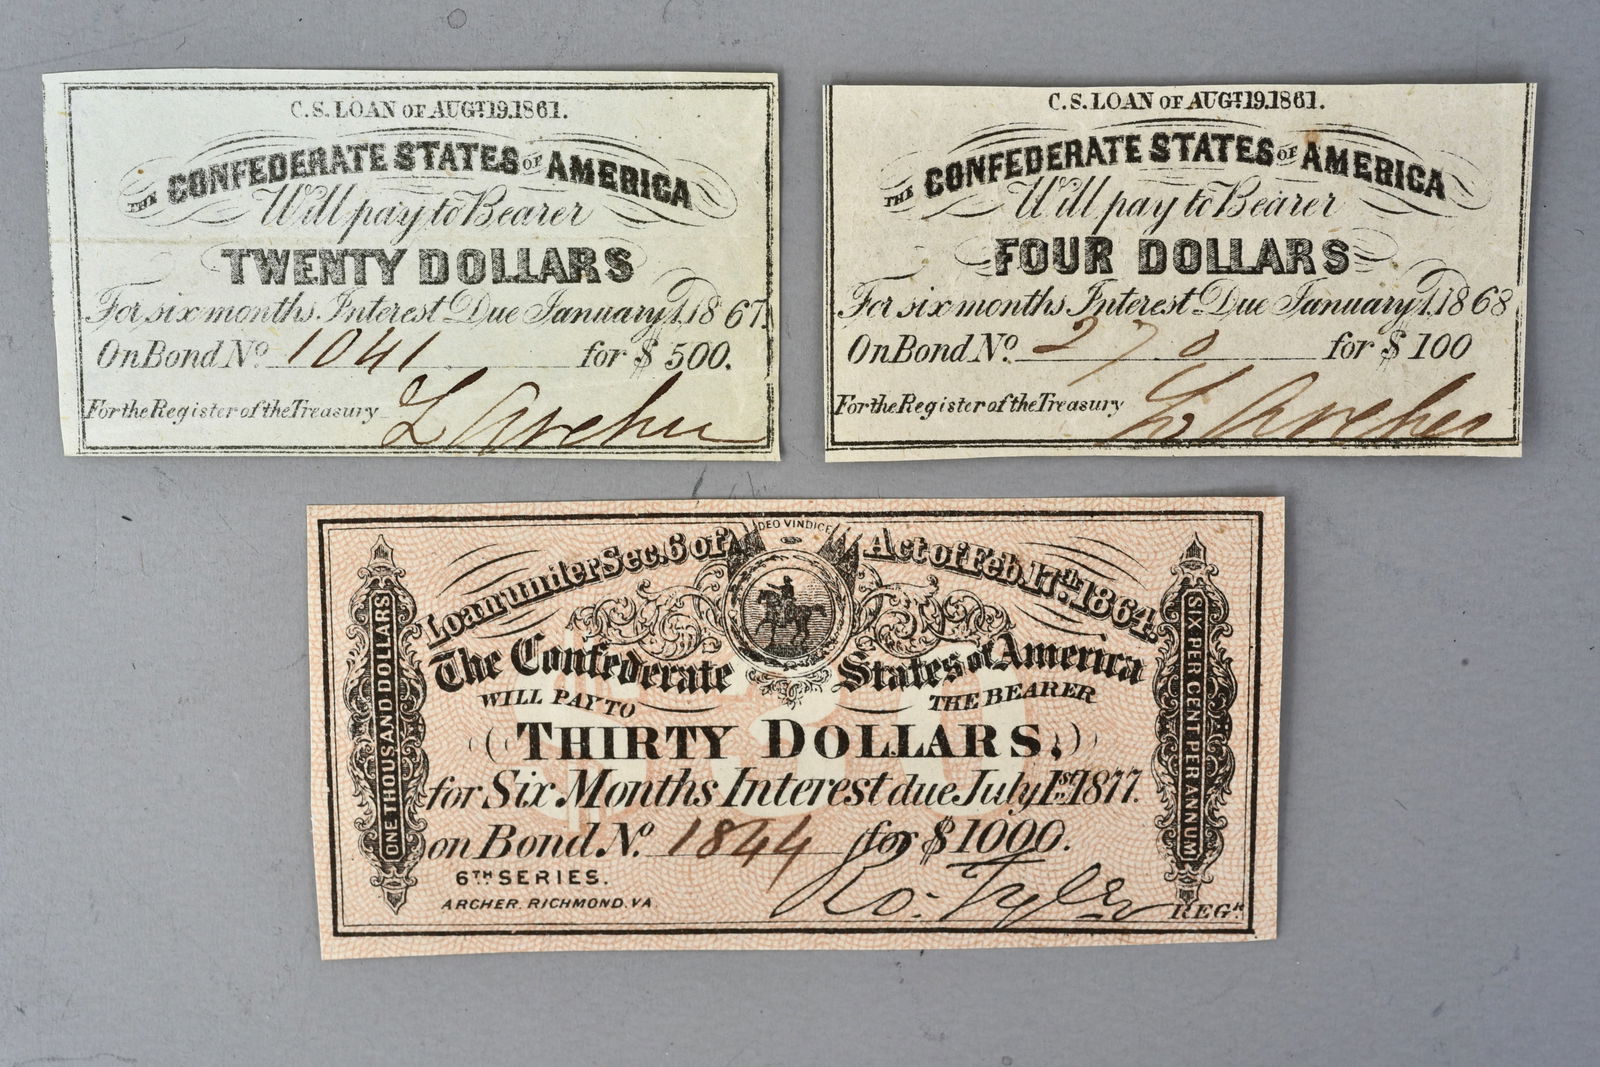 C.S. LOAN OF AUGT. 19. 1861.
THE CONFEDERATE STATES OF AMERICA
Will pay to Bearer
TWENTY DOLLARS
For six months Interest Due January 1, 1867.
On Bond No. 1041 for $ 500.
For the Register of the Treasury L Archer
C.S. LOAN OF AUGT. 19. 1861.
THE CONFEDERATE STATES OF AMERICA
Will pay to Bearer
FOUR DOLLARS
For six months Interest Due January 1, 1868
On Bond No. 270 for $ 100
For the Register of the Treasury L Archer
DEO VINDICE
Loan under Sec. 6 of Act of Feb. 17th. 1864.
The Confederate States of America
WILL PAY TO THE BEARER
THIRTY DOLLARS.
for Six Months Interest due July 1st. 1877.
on Bond No. 1844 for $1000.
6TH SERIES.
ARCHER, RICHMOND, VA.
Ro: Tyler REGR.
ONE THOUSAND DOLLARS
SIX PER CENT PER ANNUM